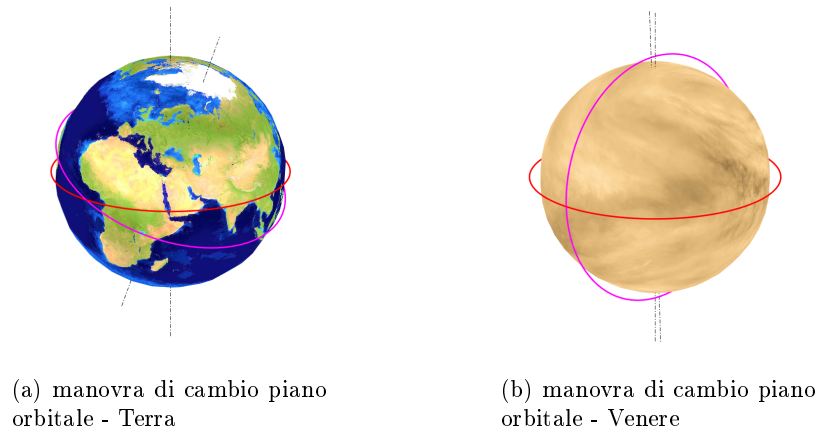 (a) manovra di cambio piano
orbitale - Terra
(b) manovra di cambio piano
orbitale - Venere